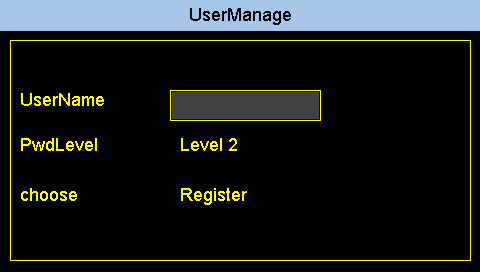 UserManage
UserName
PwdLevel Level 2
choose Register